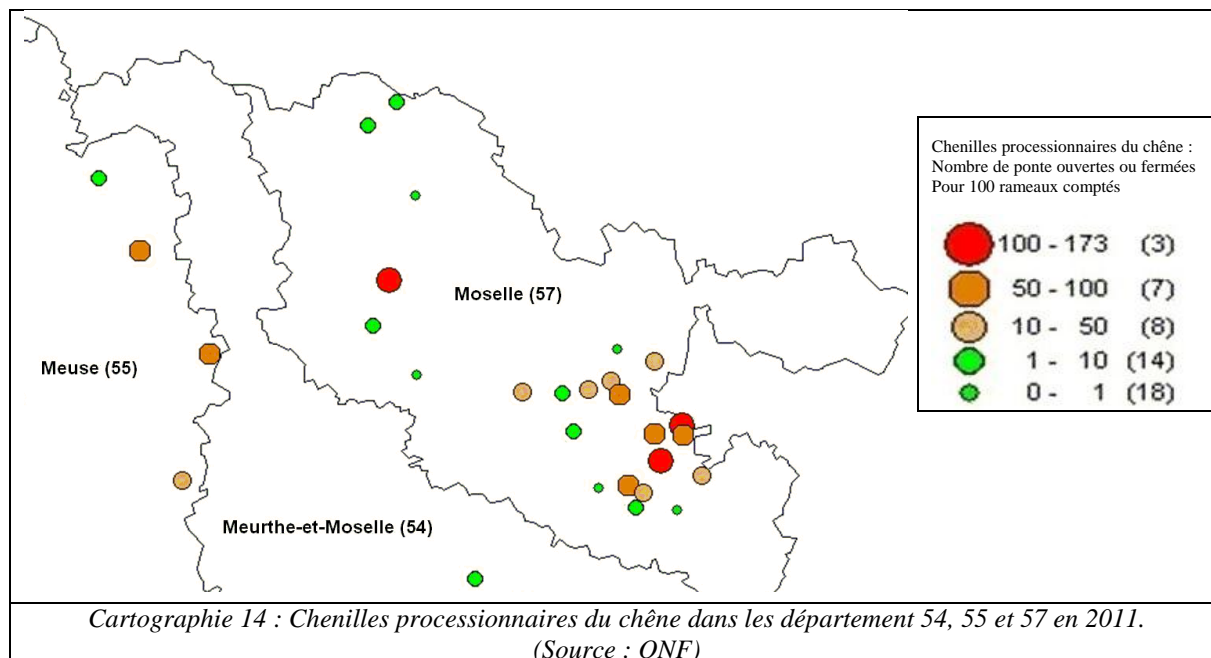 Chenilles processionnaires du chêne :
Nombre de ponte ouvertes ou fermées
Pour 100 rameaux comptés
100 - 173 (3)
50 - 100 (7)
10 - 50 (8)
1 - 10 (14)
0 - 1 (18)
Moselle (57)
Meuse (55)
Meurthe-et-Moselle (54)
Cartographie 14 : Chenilles processionnaires du chêne dans les département 54, 55 et 57 en 2011.
(Source : ONF)